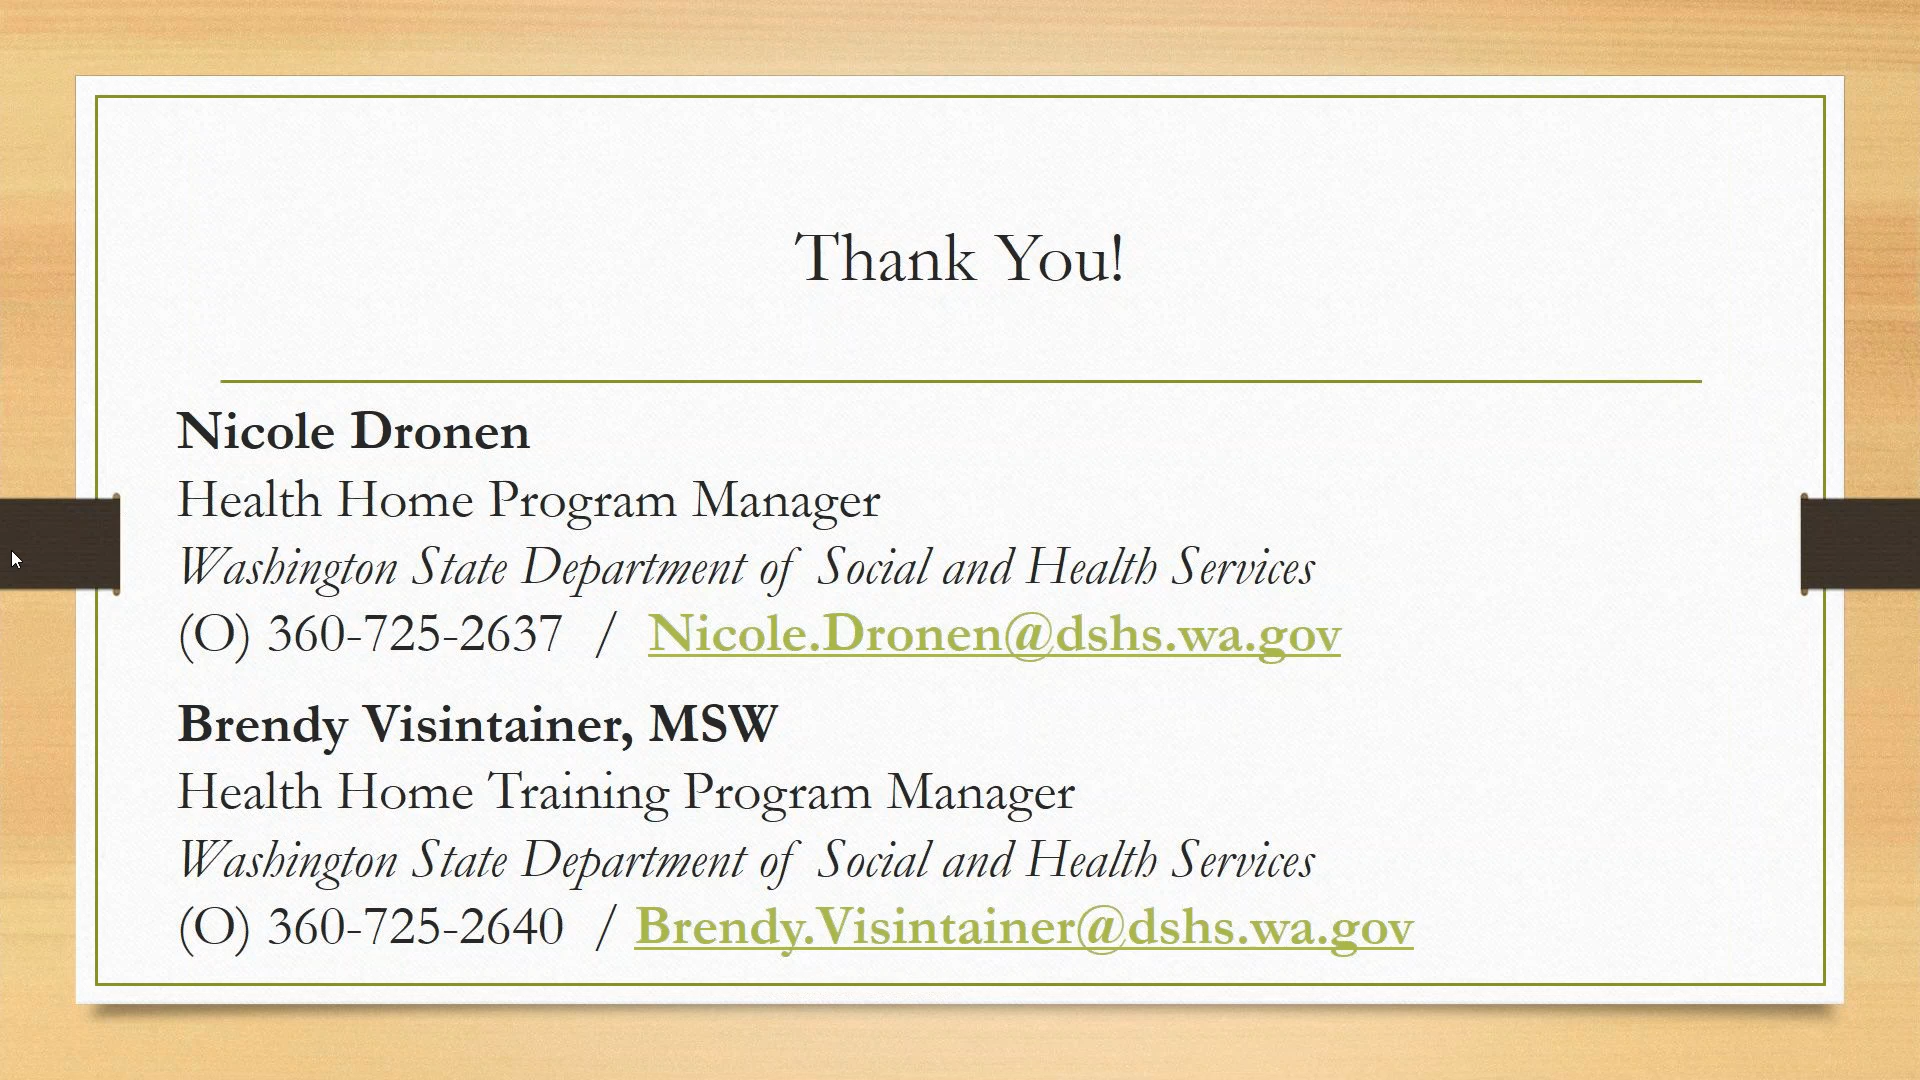 Thank You!
Nicole Dronen
Health Home Program Manager
Washington State Department of Social and Health Services
(O) 360-725-2637 / Nicole.Dronen@dshs.wa.gov
Brendy Visintainer, MSW
Health Home Training Program Manager
Washington State Department of Social and Health Services
(O) 360-725-2640 / Brendy.Visintainer@dshs.wa.gov